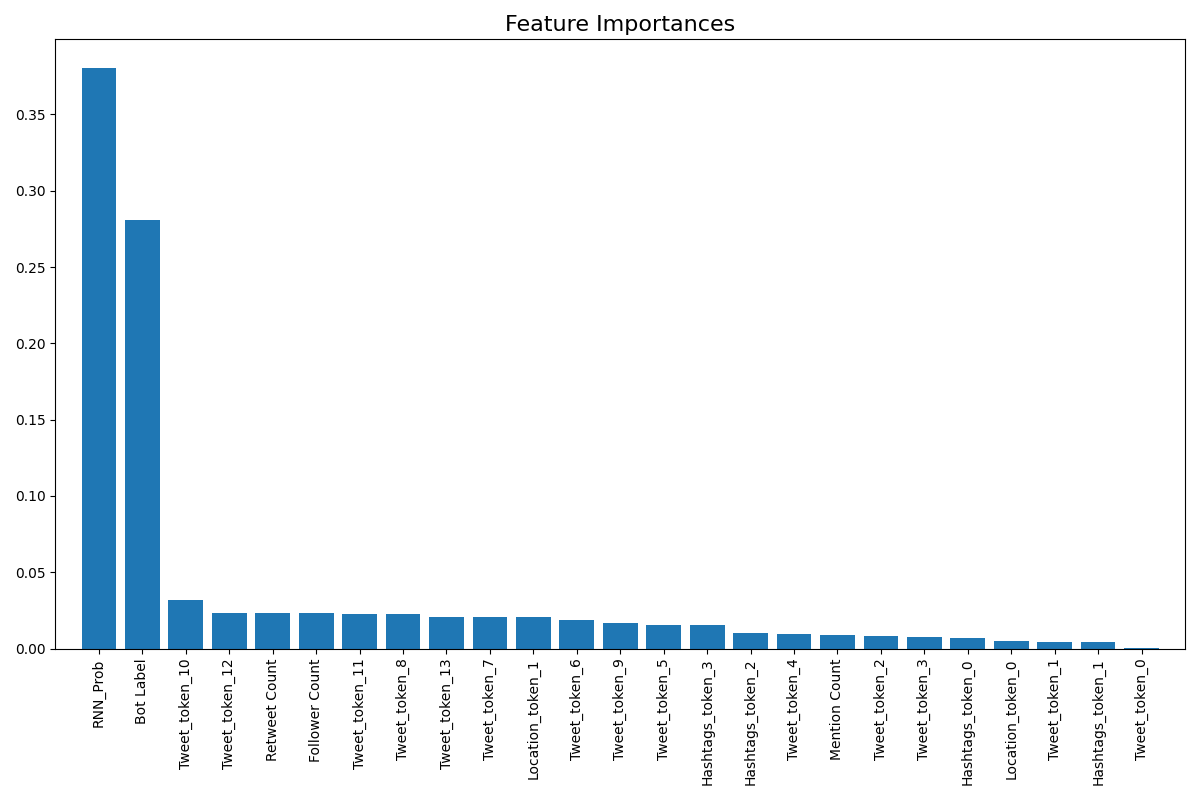 Feature Importances
0.35
0.30
0.25
0.20
0.15
0.10
0.05
0.00
RNN_Prob
Bot Label
Tweet_token_10
Tweet_token_12
Retweet Count
Follower Count
Tweet_token_11
Tweet_token_8
Tweet_token_13
Tweet_token_7
Location_token_1
Tweet_token_6
Tweet_token_9
Tweet_token_5
Hashtags_token_3
Hashtags_token_2
Tweet_token_4
Mention Count
Tweet_token_2
Tweet_token_3
Hashtags_token_0
Location_token_0
Tweet_token_1
Hashtags_token_1
Tweet_token_0